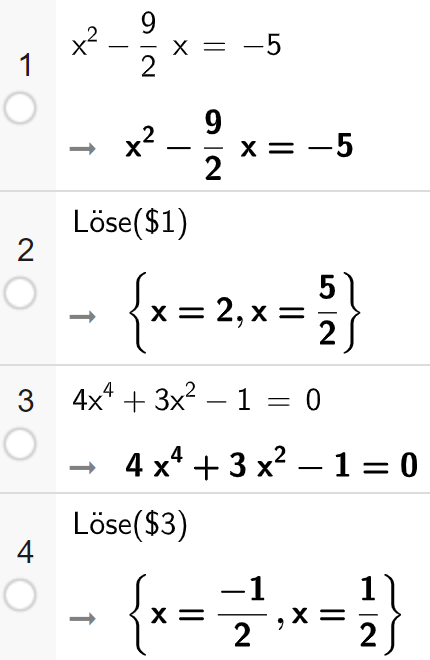 1
x² − 9/2 x = −5
→ x² − 9/2 x = −5
2
Löse($1)
→ {x = 2, x = 5/2}
3
4x⁴ + 3x² − 1 = 0
→ 4 x⁴ + 3 x² − 1 = 0
4
Löse($3)
→ {x = −1/2, x = 1/2}